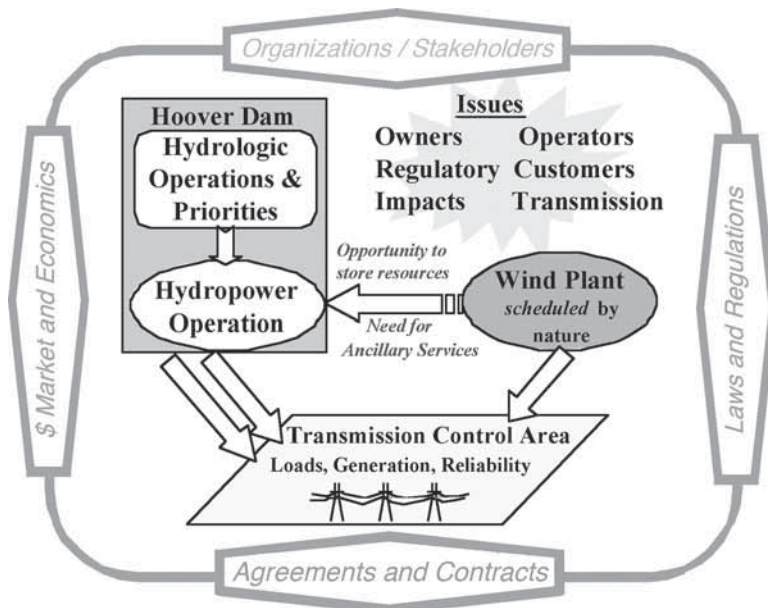 Organizations / Stakeholders
Hoover Dam
Hydrologic
Operations &
Priorities
Issues
Owners Operators
Regulatory Customers
Impacts Transmission
$ Market and Economics
Laws and Regulations
Opportunity to
store resources
Hydropower
Operation
Need for
Ancillary Services
Wind Plant
scheduled by
nature
Transmission Control Area
Loads, Generation, Reliability
Agreements and Contracts